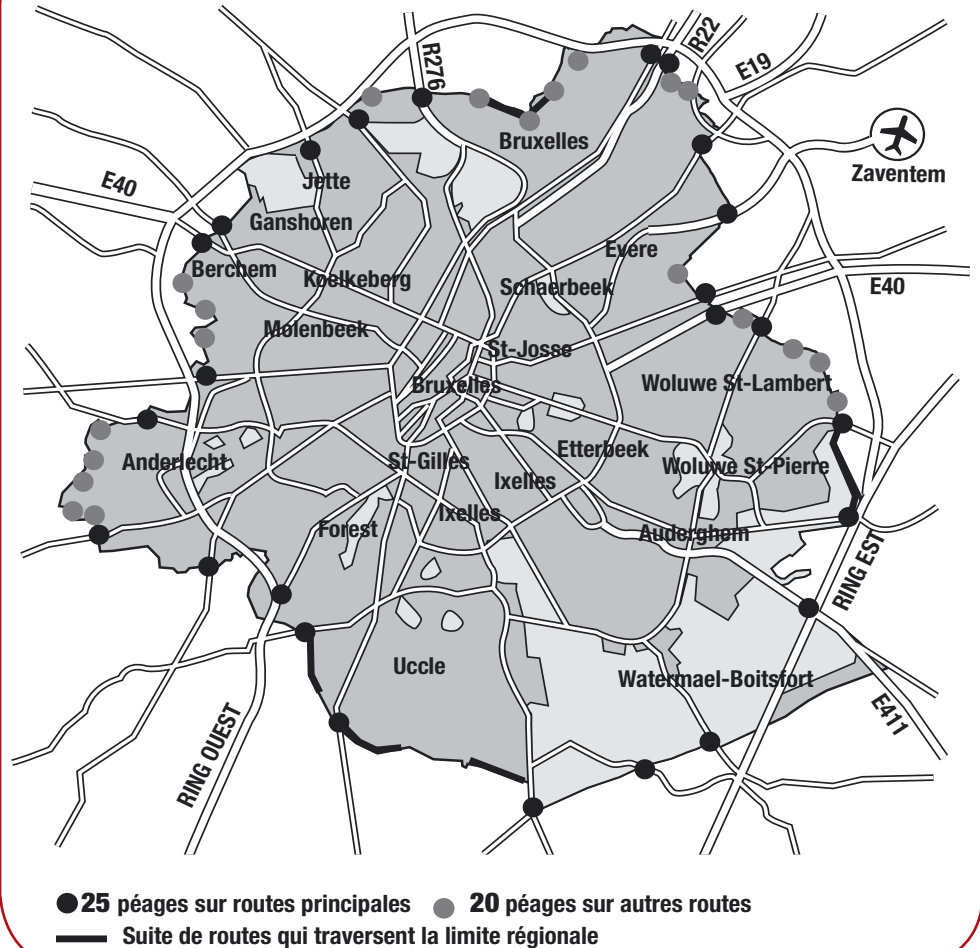 R22
R276
E19
Bruxelles
Zaventem
Jette
E40
Ganshoren
Evere
Berchem
Koelkeberg
Schaerbeek
E40
Molenbeek
St-Josse
Bruxelles
Woluwe St-Lambert
Etterbeek
Anderlecht
St-Gilles
Woluwe St-Pierre
Ixelles
Ixelles
Forest
Auderghem
RING EST
Uccle
Watermael-Boitsfort
E411
RING OUEST
25 péages sur routes principales 20 péages sur autres routes
Suite de routes qui traversent la limite régionale